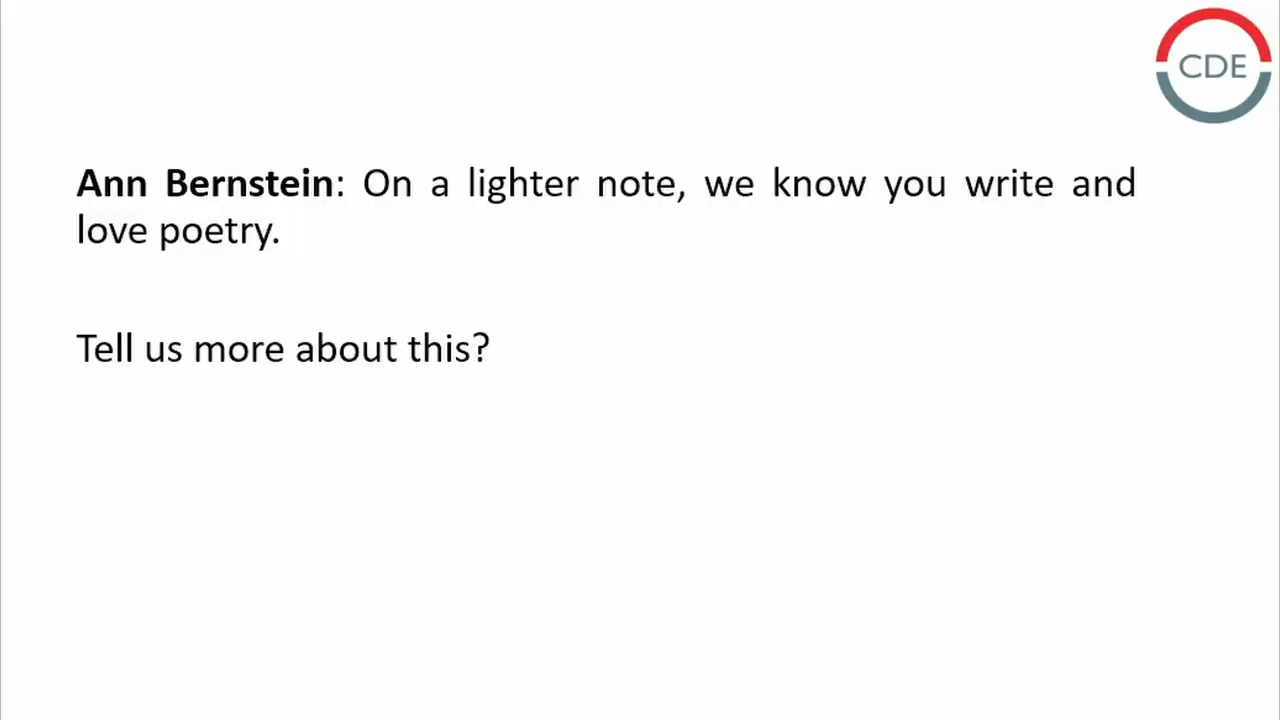 CDE
Ann Bernstein: On a lighter note, we know you write and
love poetry.
Tell us more about this?